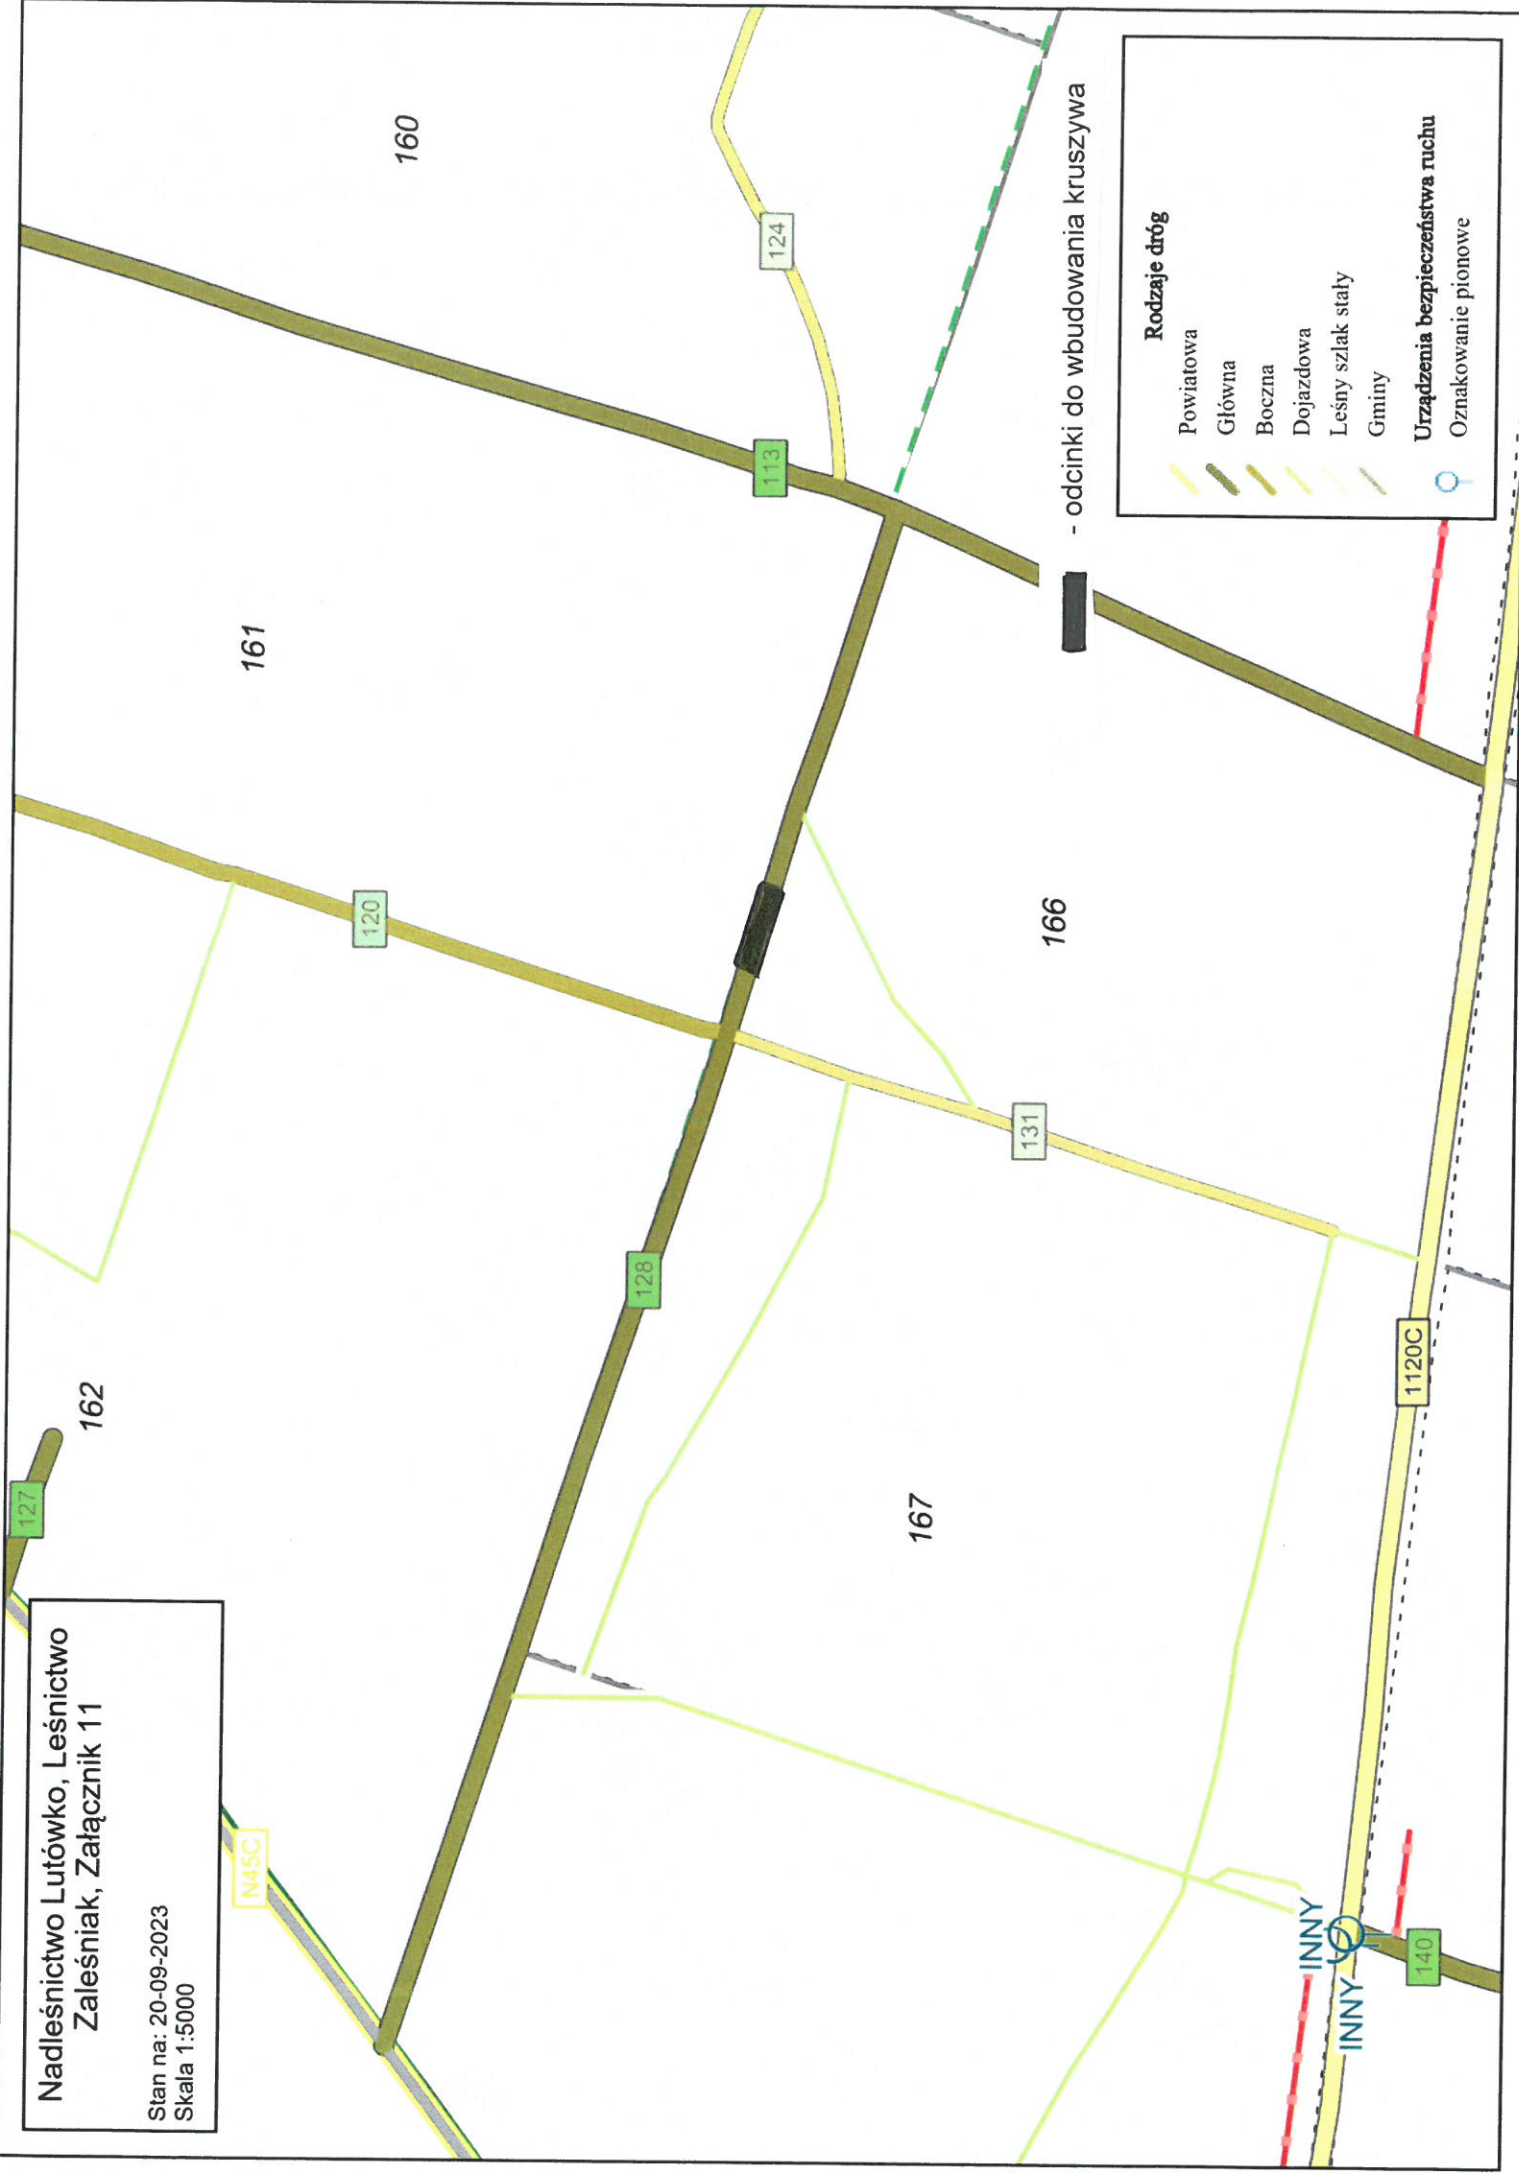 Nadleśnictwo Lutówko, Leśnictwo
Zaleśniak, Załącznik 11
Stan na: 20-09-2023
Skala 1:5000
N45C
127
162
128
120
161
113
160
124
167
131
166
- odcinki do wbudowania kruszywa
INNY
INNY
140
1120C
Rodzaje dróg
Powiatowa
Główna
Boczna
Dojazdowa
Leśny szlak stały
Gminy
Urządzenia bezpieczeństwa ruchu
Oznakowanie pionowe